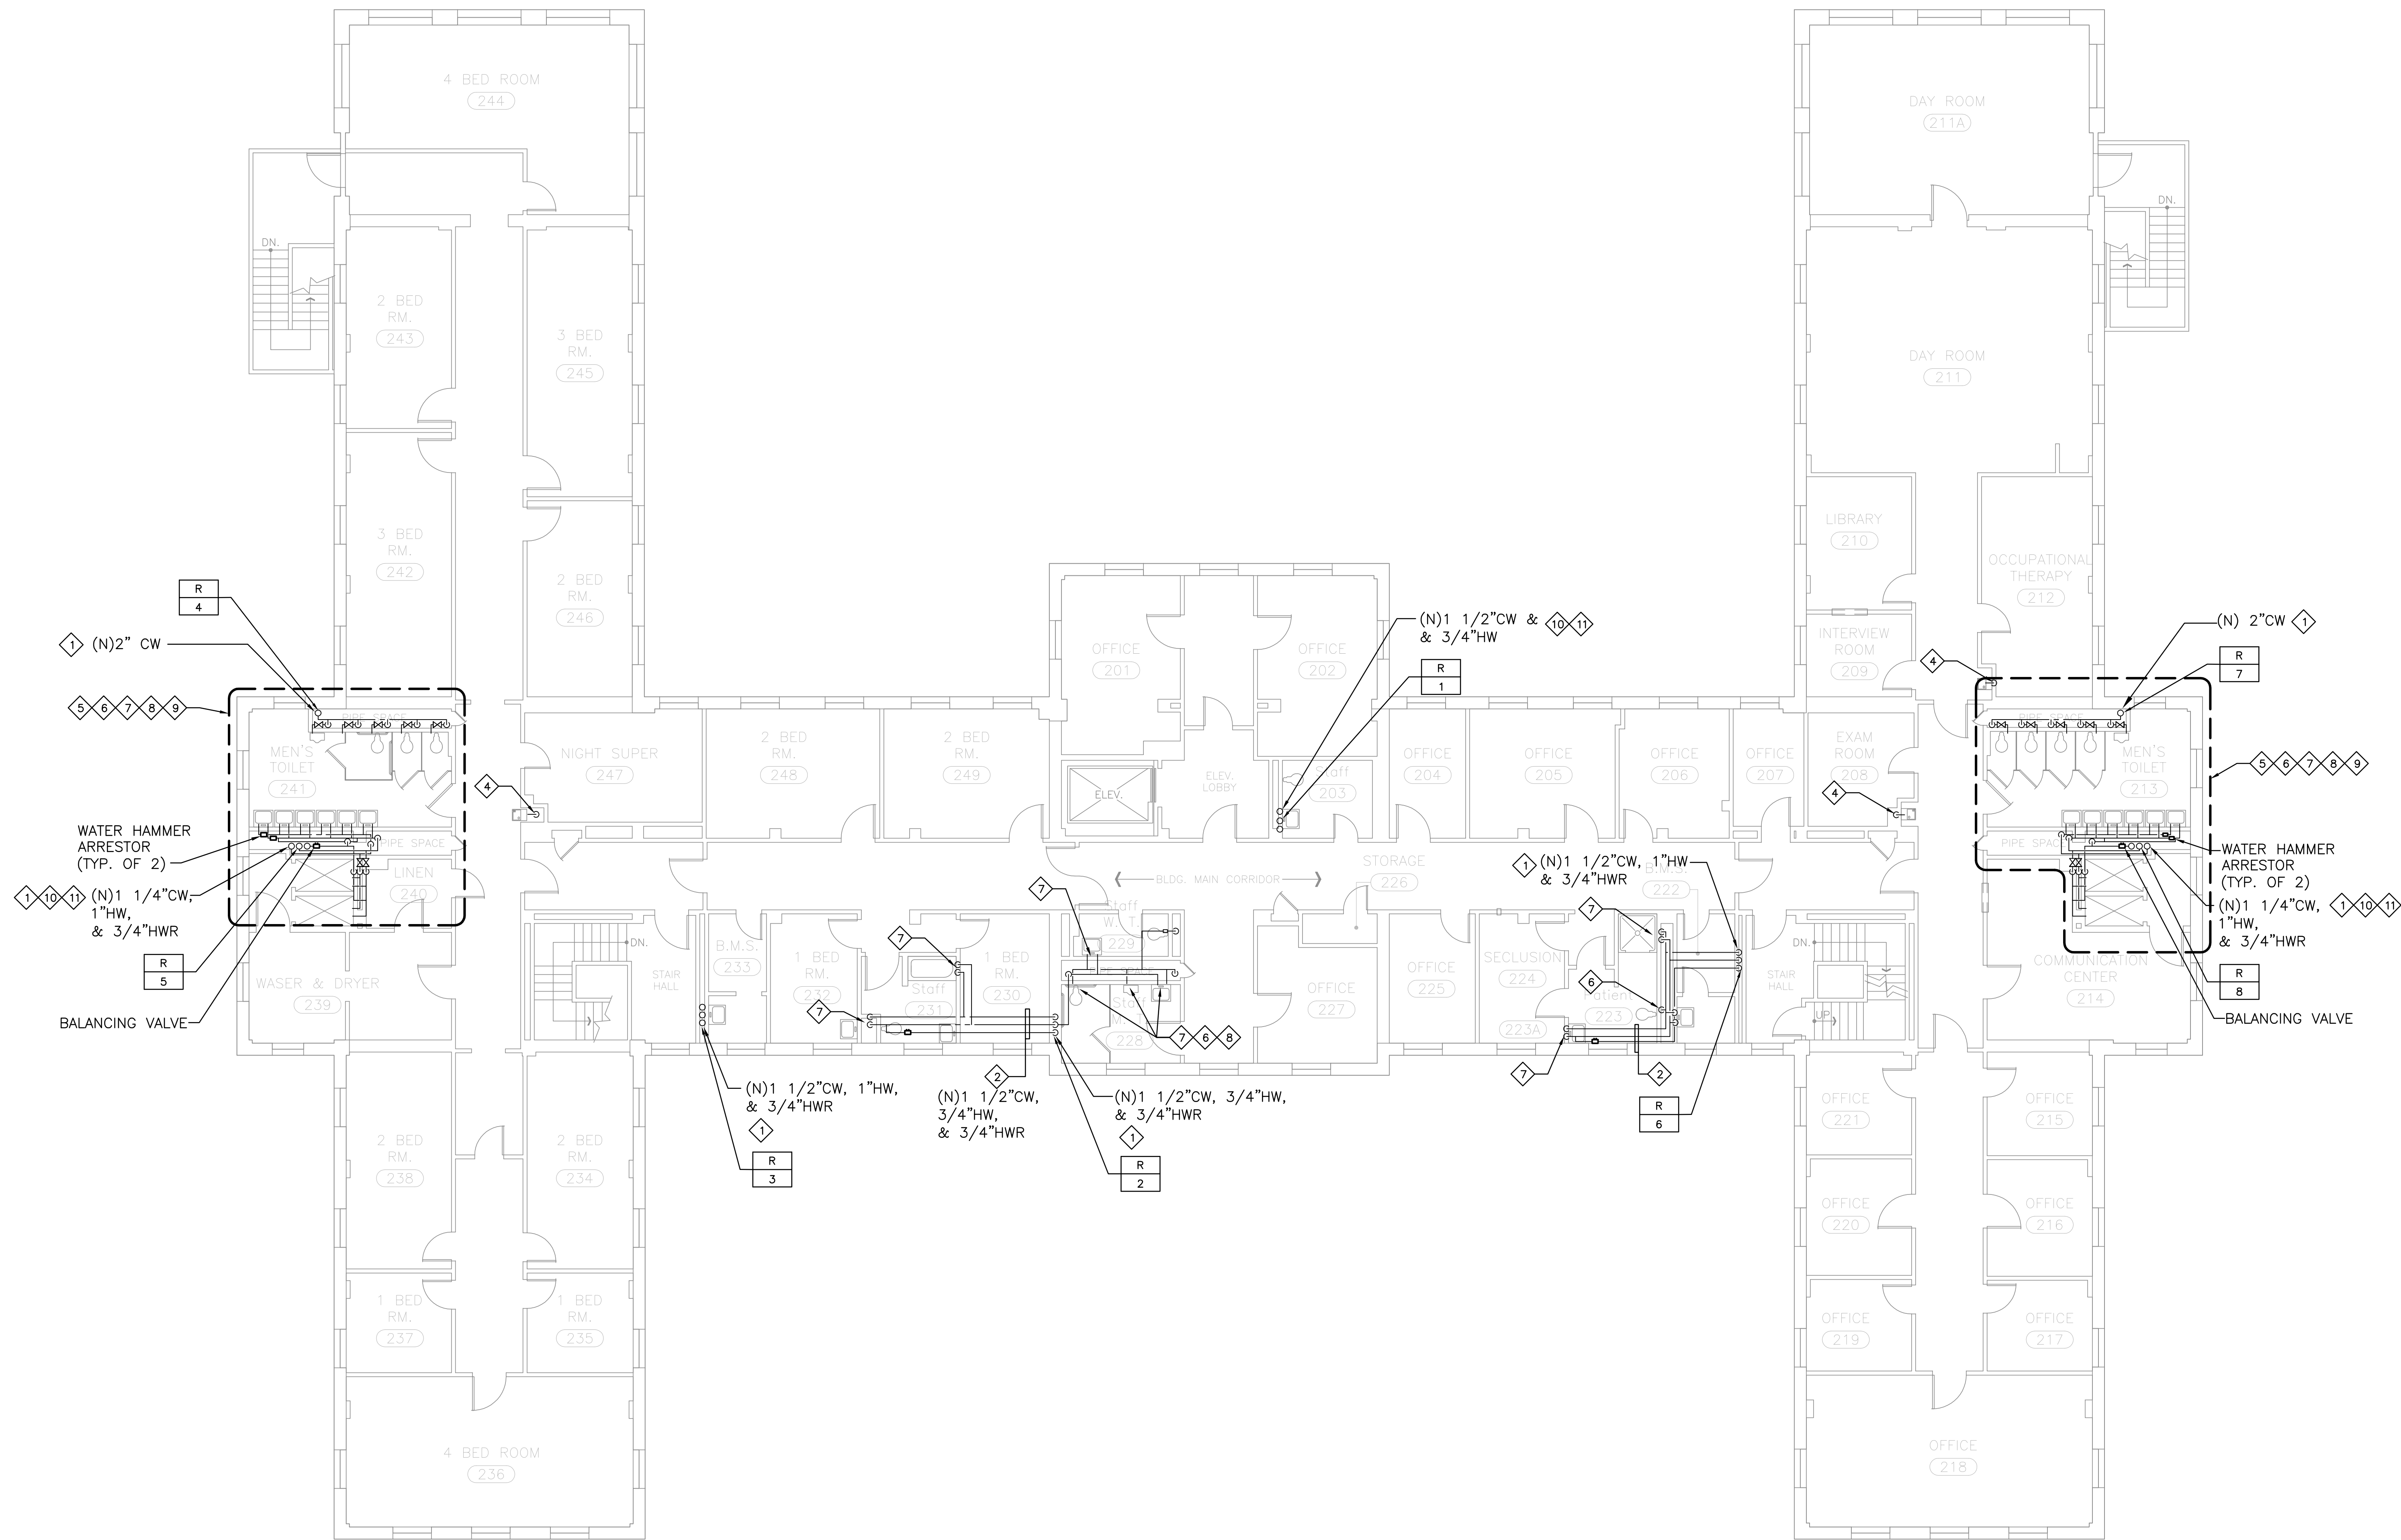 4 BED ROOM
244
DAY ROOM
211A
DN.
DN.
2 BED
RM.
243
3 BED
RM.
245
DAY ROOM
211
LIBRARY
210
OCCUPATIONAL
THERAPY
212
3 BED
RM.
242
2 BED
RM.
246
R
4
1 (N)2" CW
5 6 7 8 9
OFFICE
201
OFFICE
202
(N)1 1/2"CW & 10 11
& 3/4"HW
R
1
INTERVIEW
ROOM
209
4
(N) 2"CW 1
R
7
PIPE SPACE
MEN'S
TOILET
241
NIGHT SUPER
247
2 BED
RM.
248
2 BED
RM.
249
ELEV.
ELEV.
LOBBY
Staff
203
OFFICE
204
OFFICE
205
OFFICE
206
OFFICE
207
EXAM
ROOM
208
PIPE SPACE
MEN'S
TOILET
213
5 6 7 8 9
4
4
WATER HAMMER
ARRESTOR
(TYP. OF 2)
PIPE SPACE
LINEN
240
1 10 11 (N)1 1/4"CW,
1"HW,
& 3/4"HWR
R
5
BALANCING VALVE
WASER & DRYER
239
BLDG. MAIN CORRIDOR
STORAGE
226
1 (N)1 1/2"CW, 1"HW
& 3/4"HWR
B.M.S.
222
PIPE SPACE
WATER HAMMER
ARRESTOR
(TYP. OF 2)
(N)1 1/4"CW, 1 10 11
1"HW,
& 3/4"HWR
R
8
BALANCING VALVE
COMMUNICATION
CENTER
214
DN.
STAIR
HALL
B.M.S.
233
1 BED
RM.
232
7
7
Staff
231
1 BED
RM.
230
7
Staff
W. T.
229
PIPE SPACE
Staff
M. T.
228
7 6 8
OFFICE
227
OFFICE
225
SECLUSION
224
223A
7
6
Patient
223
7
2
STAIR
HALL
DN.
UP
R
6
(N)1 1/2"CW, 1"HW,
& 3/4"HWR
1
R
3
2
(N)1 1/2"CW,
3/4"HW,
& 3/4"HWR
(N)1 1/2"CW, 3/4"HW,
& 3/4"HWR
1
R
2
2 BED
RM.
238
2 BED
RM.
234
OFFICE
221
OFFICE
215
OFFICE
220
OFFICE
216
1 BED
RM.
237
1 BED
RM.
235
OFFICE
219
OFFICE
217
4 BED ROOM
236
OFFICE
218